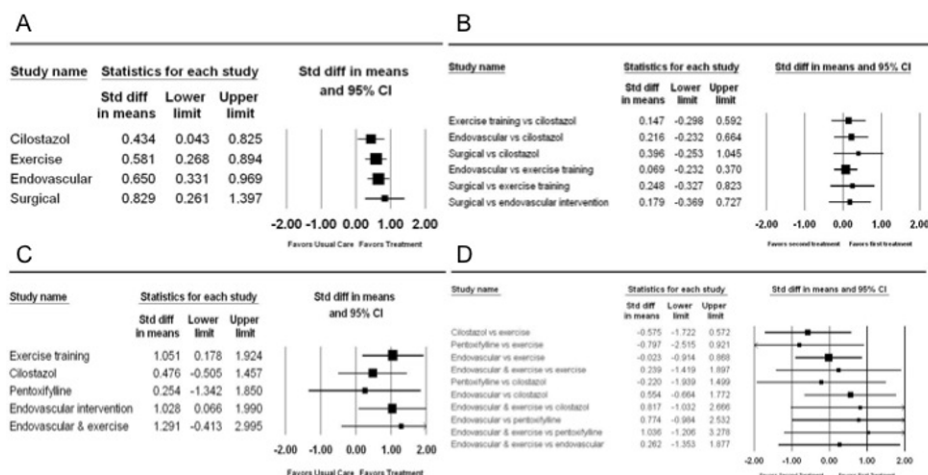 A
Study name Statistics for each study Std diff in means and 95% CI
Std diff in means Lower limit Upper limit
Cilostazol 0.434 0.043 0.825
Exercise 0.581 0.268 0.894
Endovascular 0.650 0.331 0.969
Surgical 0.829 0.261 1.397
-2.00 -1.00 0.00 1.00 2.00
Favors Usual Care Favors Treatment
B
Study name Statistics for each study Std diff in means and 95% CI
Std diff in means Lower limit Upper limit
Exercise training vs cilostazol 0.147 -0.298 0.592
Endovascular vs cilostazol 0.216 -0.232 0.664
Surgical vs cilostazol 0.396 -0.253 1.045
Endovascular vs exercise training 0.069 -0.232 0.370
Surgical vs exercise training 0.248 -0.327 0.823
Surgical vs endovascular intervention 0.179 -0.369 0.727
-2.00 -1.00 0.00 1.00 2.00
Favors second treatment Favors first treatment
C
Study name Statistics for each study Std diff in means and 95% CI
Std diff in means Lower limit Upper limit
Exercise training 1.051 0.178 1.924
Cilostazol 0.476 -0.505 1.457
Pentoxifylline 0.254 -1.342 1.850
Endovascular intervention 1.028 0.066 1.990
Endovascular & exercise 1.291 -0.413 2.995
-2.00 -1.00 0.00 1.00 2.00
Favors Usual Care Favors Treatment
D
Study name Statistics for each study Std diff in means and 95% CI
Std diff in means Lower limit Upper limit
Cilostazol vs exercise -0.575 -1.722 0.572
Pentoxifylline vs exercise -0.797 -2.515 0.921
Endovascular vs exercise -0.023 -0.914 0.868
Endovascular & exercise vs exercise 0.239 -1.419 1.897
Pentoxifylline vs cilostazol -0.220 -1.939 1.499
Endovascular vs cilostazol 0.554 -0.664 1.772
Endovascular & exercise vs cilostazol 0.817 -1.032 2.666
Endovascular vs pentoxifylline 0.774 -0.984 2.532
Endovascular & exercise vs pentoxifylline 1.036 -1.206 3.278
Endovascular & exercise vs endovascular 0.262 -1.353 1.877
-2.00 -1.00 0.00 1.00 2.00